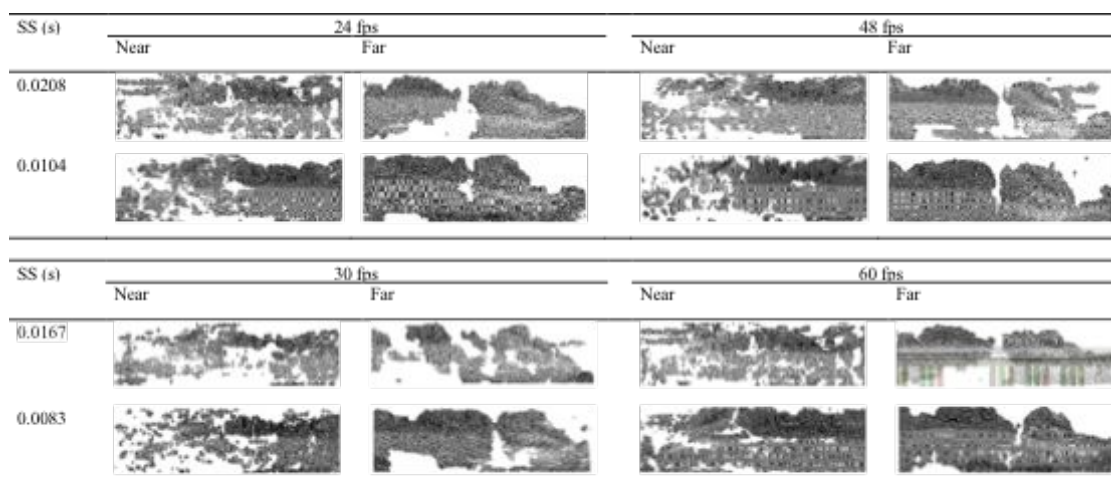 SS (s) 24 fps 48 fps
Near Far Near Far
0.0208
0.0104
SS (s) 30 fps 60 fps
Near Far Near Far
0.0167
0.0083